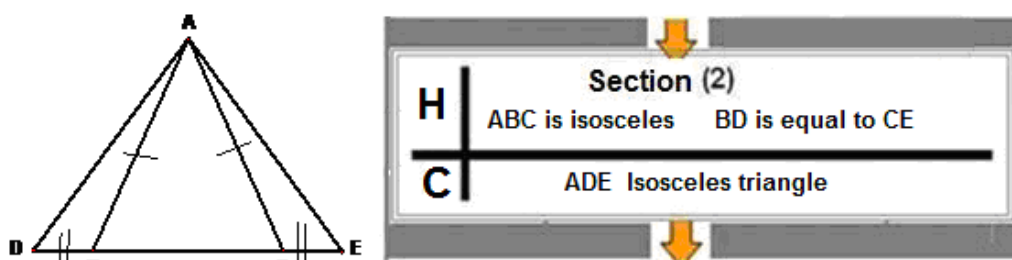 A
D E
Section (2)
H ABC is isosceles BD is equal to CE
C ADE Isosceles triangle